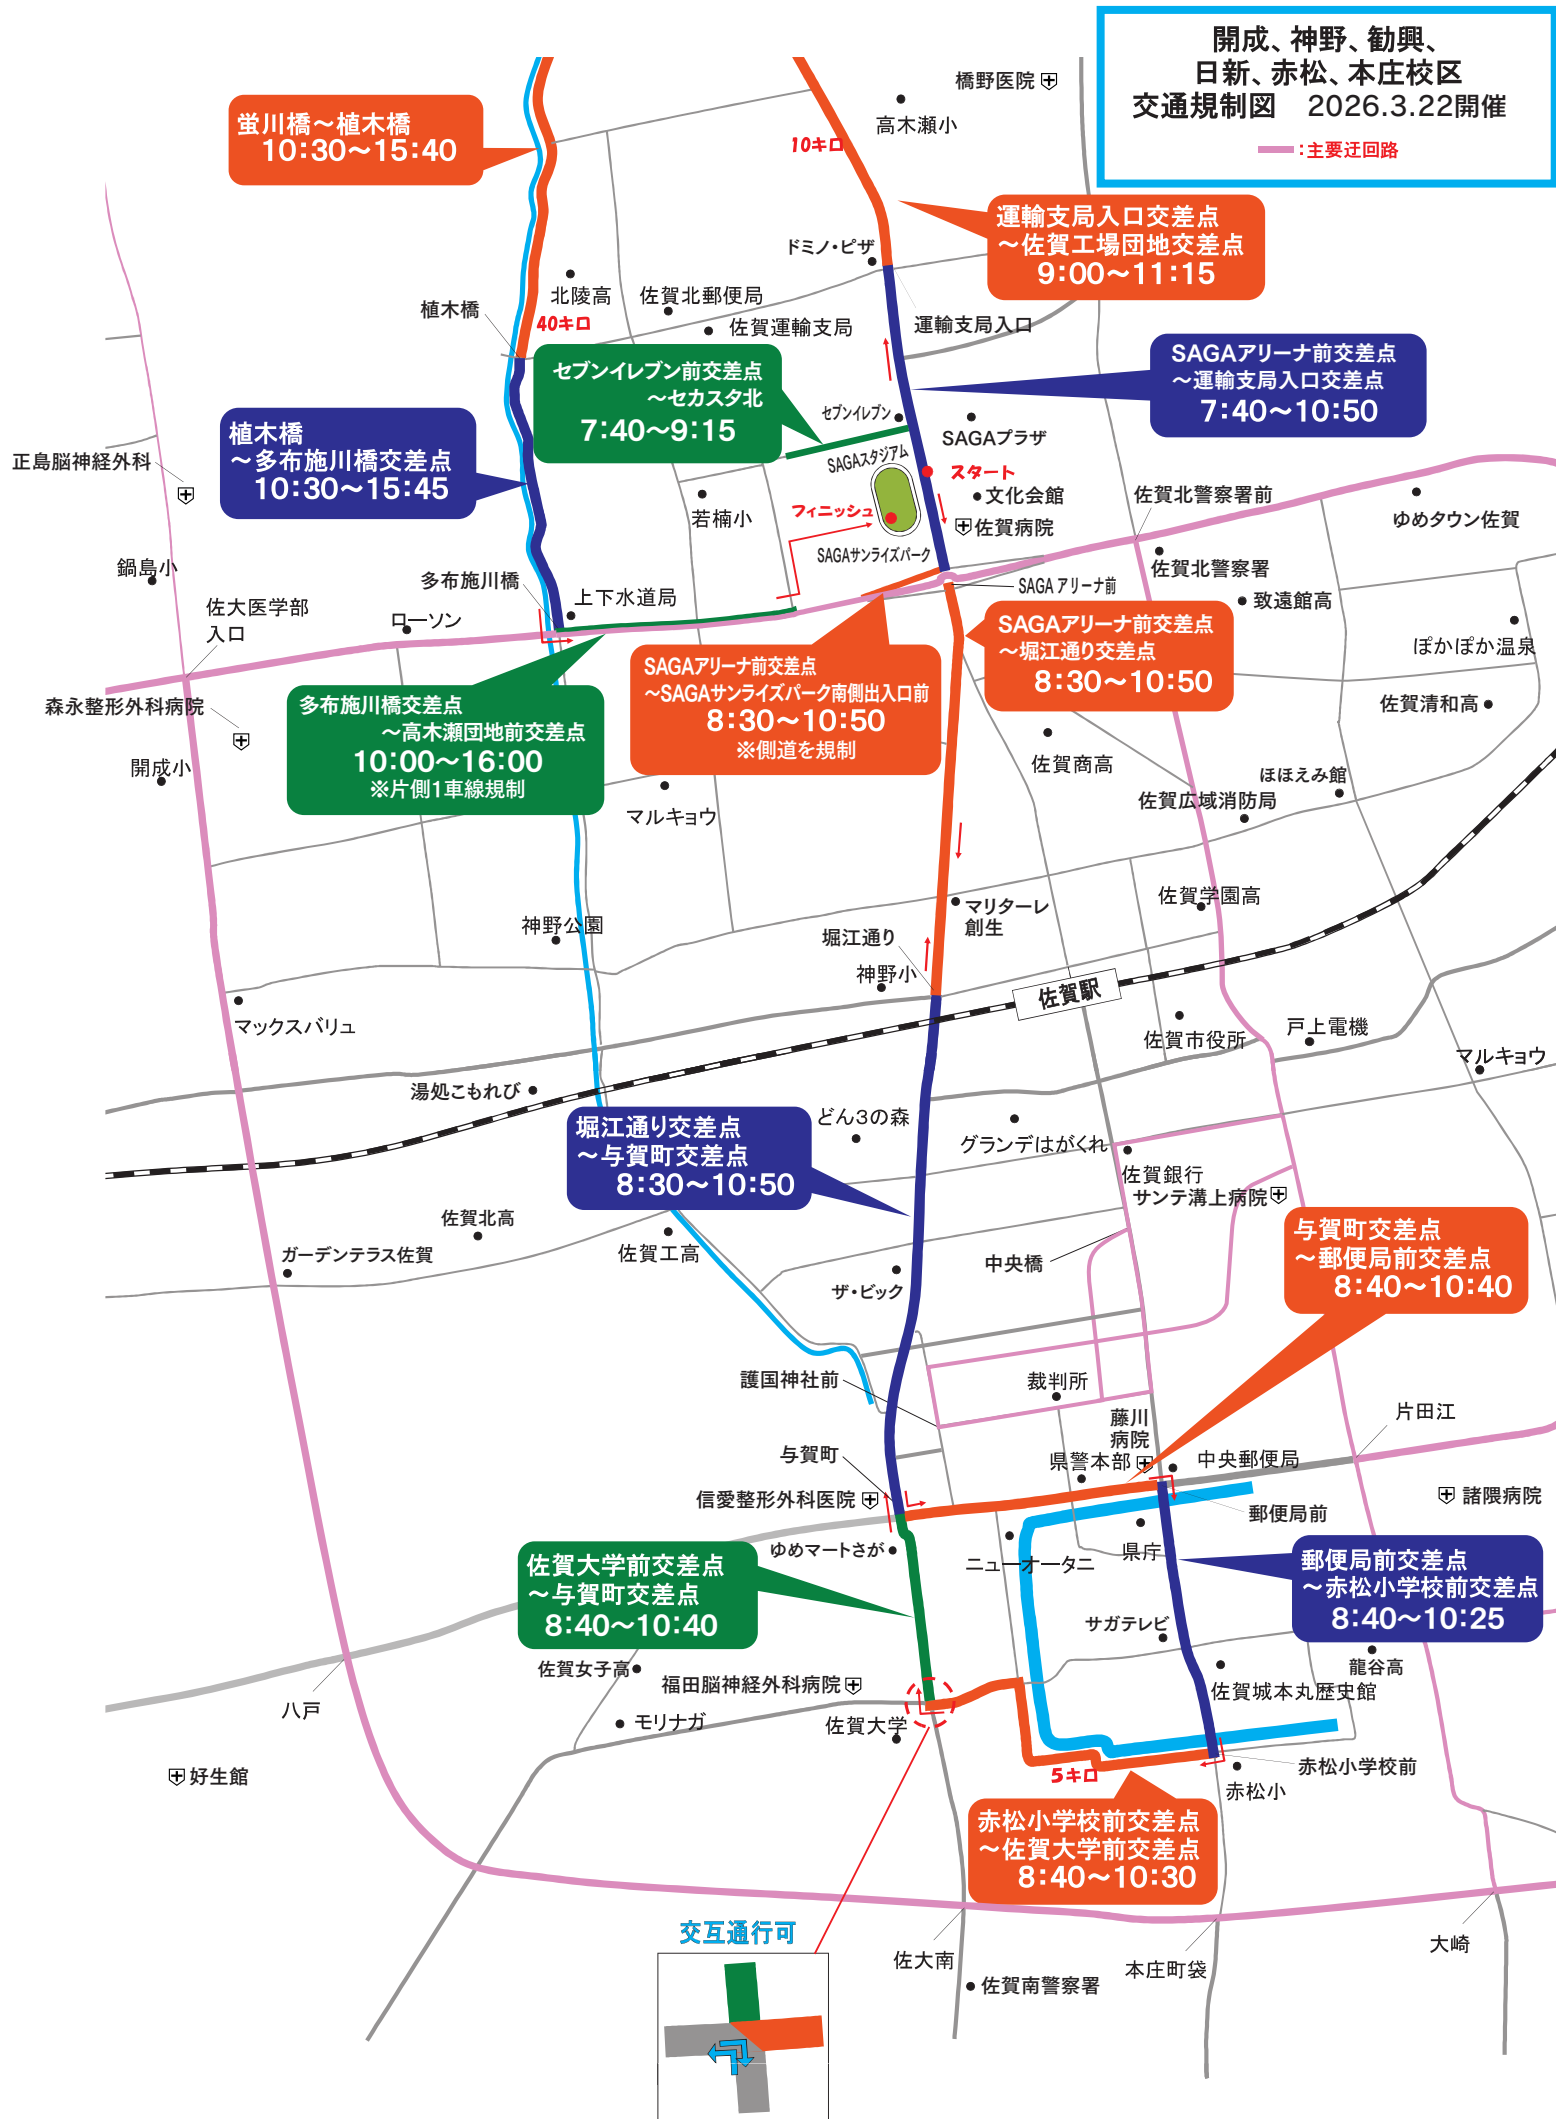 開成、神野、勧興、
日新、赤松、本庄校区
交通規制図　2026.3.22開催
：主要迂回路
橋野医院
高木瀬小
10キロ
蛍川橋～植木橋
10:30～15:40
運輸支局入口交差点
～佐賀工場団地交差点
9:00～11:15
ドミノ・ピザ
北陵高
佐賀北郵便局
植木橋
40キロ
佐賀運輸支局
運輸支局入口
SAGAアリーナ前交差点
～運輸支局入口交差点
7:40～10:50
セブンイレブン前交差点
～セカスタ北
7:40～9:15
セブンイレブン
SAGAプラザ
植木橋
～多布施川橋交差点
10:30～15:45
正島脳神経外科
SAGAスタジアム
スタート
文化会館
佐賀北警察署前
ゆめタウン佐賀
若楠小
フィニッシュ
佐賀病院
SAGAサンライズパーク
鍋島小
多布施川橋
上下水道局
SAGA アリーナ前
佐賀北警察署
致遠館高
佐大医学部
入口
ローソン
ぽかぽか温泉
SAGAアリーナ前交差点
～堀江通り交差点
8:30～10:50
SAGAアリーナ前交差点
～SAGAサンライズパーク南側出入口前
8:30～10:50
※側道を規制
森永整形外科病院
多布施川橋交差点
～高木瀬団地前交差点
10:00～16:00
※片側1車線規制
佐賀清和高
開成小
佐賀商高
ほほえみ館
マルキョウ
佐賀広域消防局
佐賀学園高
マリターレ
創生
神野公園
堀江通り
神野小
佐賀駅
マックスバリュ
佐賀市役所
戸上電機
マルキョウ
湯処こもれび
堀江通り交差点
～与賀町交差点
8:30～10:50
どん3の森
グランデはがくれ
佐賀銀行
サンテ溝上病院
佐賀北高
ガーデンテラス佐賀
佐賀工高
中央橋
ザ・ビック
与賀町交差点
～郵便局前交差点
8:40～10:40
護国神社前
裁判所
藤川
病院
片田江
与賀町
県警本部
中央郵便局
信愛整形外科医院
諸隈病院
郵便局前
ゆめマートさが
ニューオータニ
県庁
佐賀大学前交差点
～与賀町交差点
8:40～10:40
郵便局前交差点
～赤松小学校前交差点
8:40～10:25
サガテレビ
佐賀女子高
福田脳神経外科病院
龍谷高
佐賀城本丸歴史館
八戸
モリナガ
佐賀大学
好生館
5キロ
赤松小学校前
赤松小
赤松小学校前交差点
～佐賀大学前交差点
8:40～10:30
交互通行可
佐大南
本庄町袋
大崎
佐賀南警察署